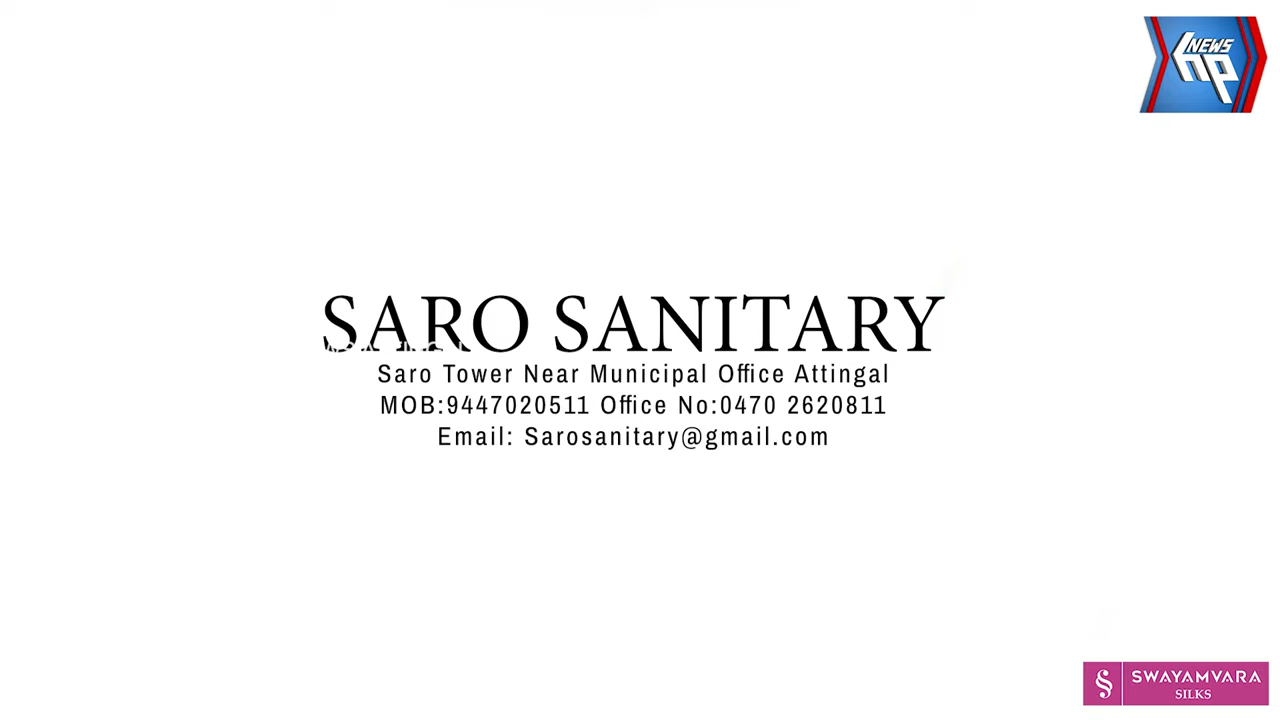 NEWS
hp
SARO SANITARY
Saro Tower Near Municipal Office Attingal
MOB:9447020511 Office No:0470 2620811
Email: Sarosanitary@gmail.com
SWAYAMVARA
SILKS